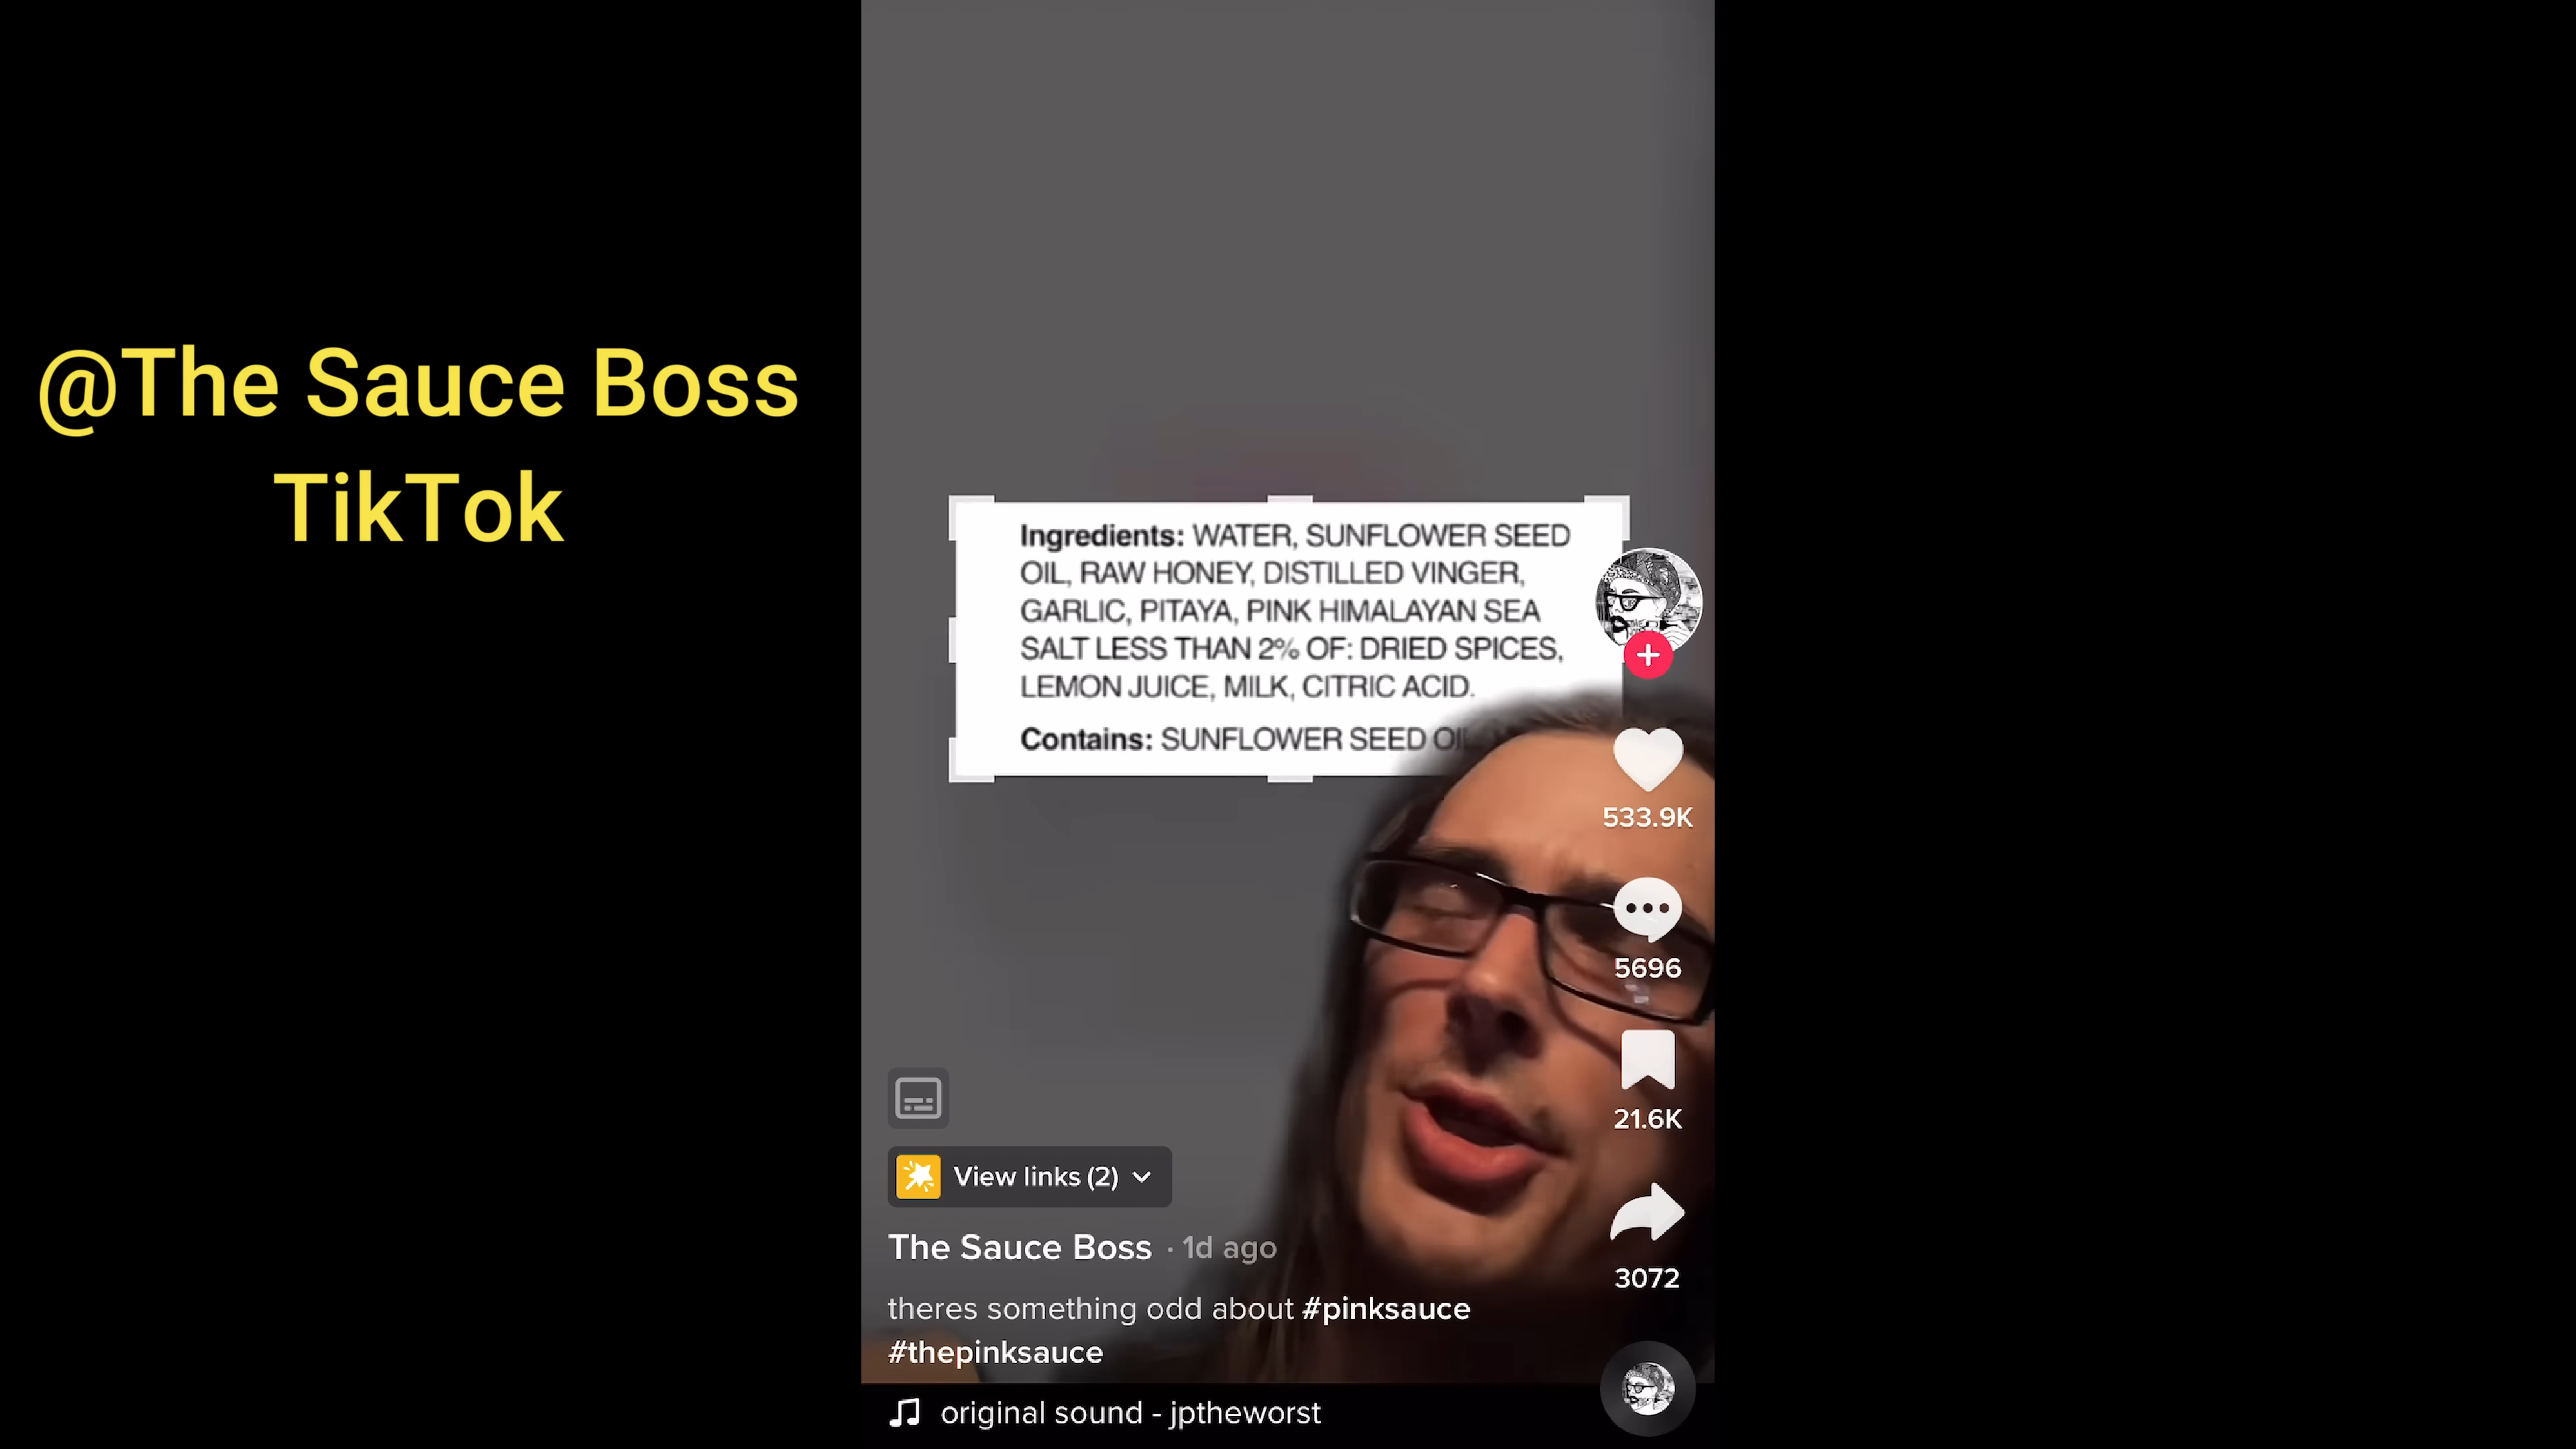 @The Sauce Boss
TikTok
Ingredients: WATER, SUNFLOWER SEED
OIL, RAW HONEY, DISTILLED VINGER,
GARLIC, PITAYA, PINK HIMALAYAN SEA
SALT LESS THAN 2% OF: DRIED SPICES,
LEMON JUICE, MILK, CITRIC ACID.
Contains: SUNFLOWER SEED OIL
533.9K
5696
21.6K
3072
View links (2)
The Sauce Boss · 1d ago
theres something odd about #pinksauce
#thepinksauce
original sound - jptheworst